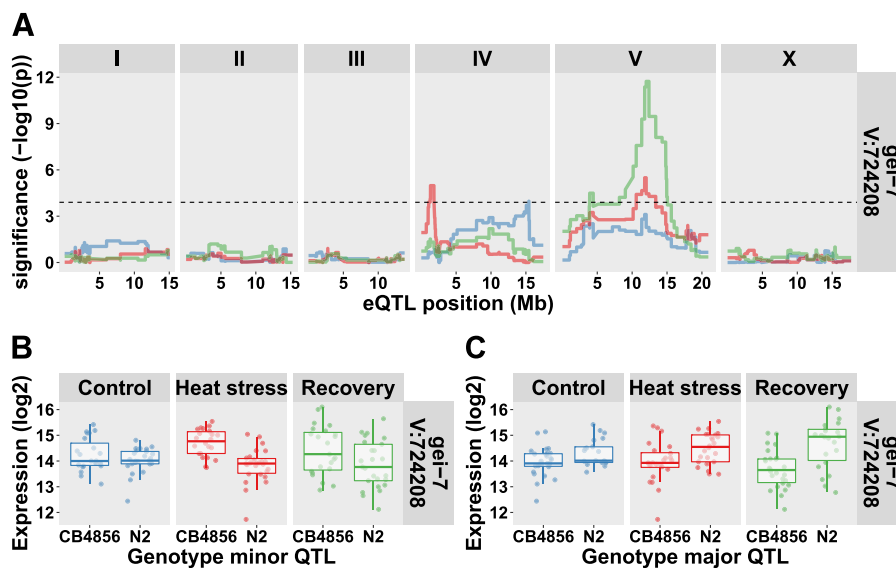 A
I II III IV V X
significance (−log10(p))
12
9
6
3
0
gei−7
V:724208
5 10 15 5 10 15 5 10 5 10 15 5 10 15 20 5 10 15
eQTL position (Mb)
B
Control Heat stress Recovery
Expression (log2)
16
15
14
13
12
gei−7
V:724208
CB4856 N2 CB4856 N2 CB4856 N2
Genotype minor QTL
C
Control Heat stress Recovery
Expression (log2)
16
15
14
13
12
gei−7
V:724208
CB4856 N2 CB4856 N2 CB4856 N2
Genotype major QTL